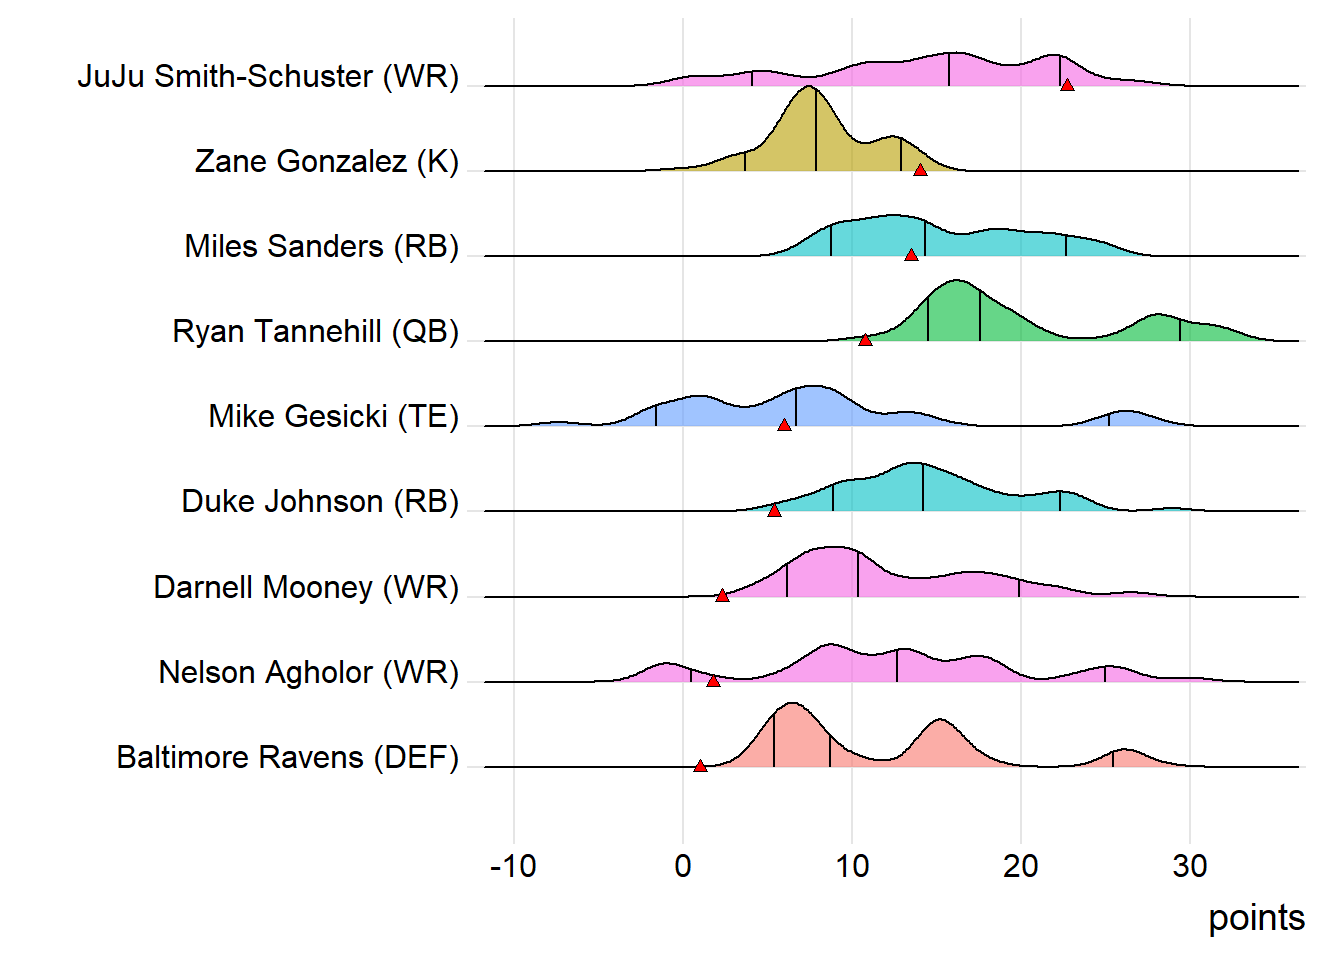 JuJu Smith-Schuster (WR)
Zane Gonzalez (K)
Miles Sanders (RB)
Ryan Tannehill (QB)
Mike Gesicki (TE)
Duke Johnson (RB)
Darnell Mooney (WR)
Nelson Agholor (WR)
Baltimore Ravens (DEF)
-10 0 10 20 30
points